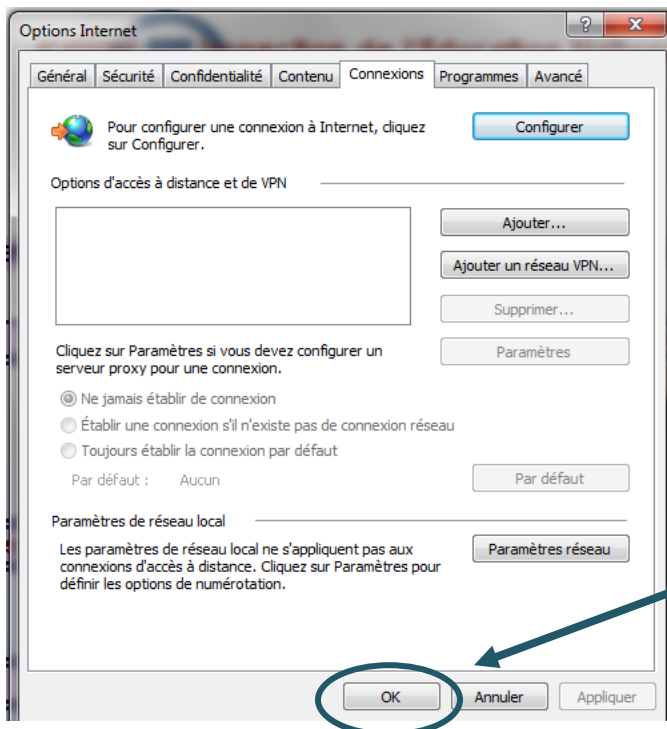 Options Internet
?
X
Général Sécurité Confidentialité Contenu Connexions Programmes Avancé
Pour configurer une connexion à Internet, cliquez
sur Configurer.
Configurer
Options d'accès à distance et de VPN
Ajouter...
Ajouter un réseau VPN...
Supprimer...
Cliquez sur Paramètres si vous devez configurer un
serveur proxy pour une connexion.
Paramètres
Ne jamais établir de connexion
Établir une connexion s'il n'existe pas de connexion réseau
Toujours établir la connexion par défaut
Par défaut : Aucun
Par défaut
Paramètres de réseau local
Les paramètres de réseau local ne s'appliquent pas aux
connexions d'accès à distance. Cliquez sur Paramètres pour
définir les options de numérotation.
Paramètres réseau
OK Annuler Appliquer